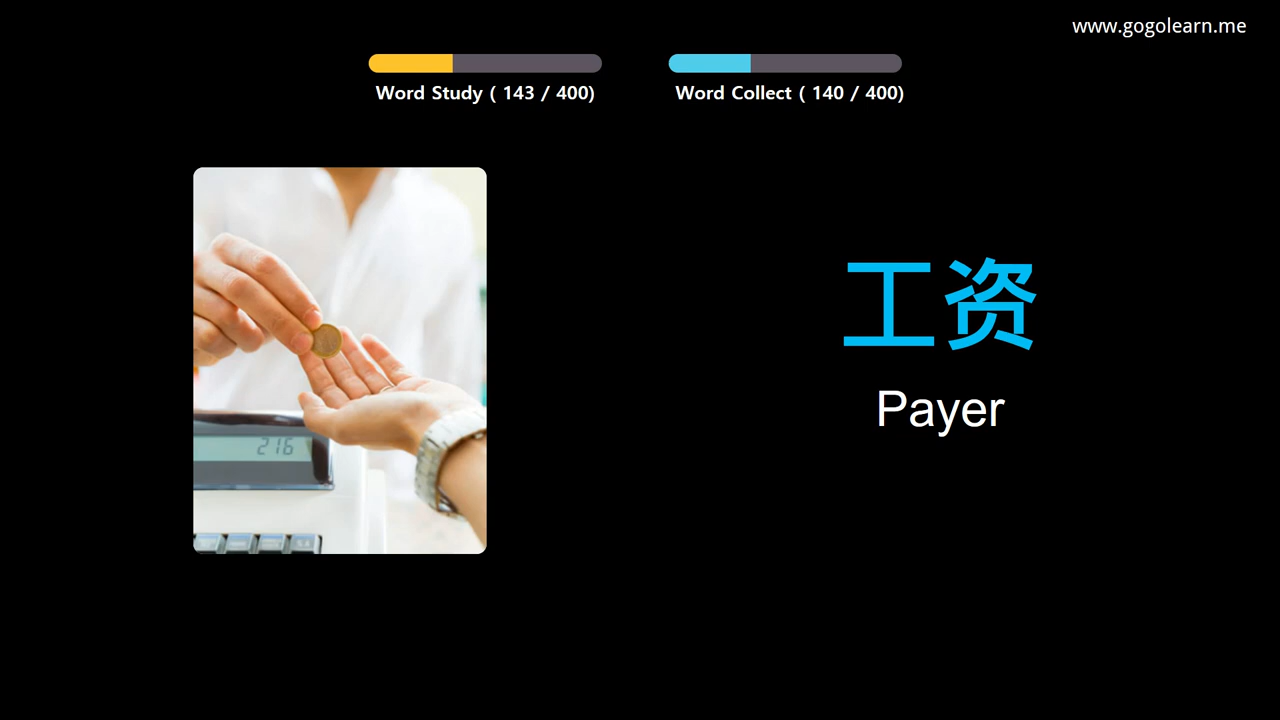 www.gogolearn.me
Word Study ( 143 / 400)
Word Collect ( 140 / 400)
工资
Payer
216